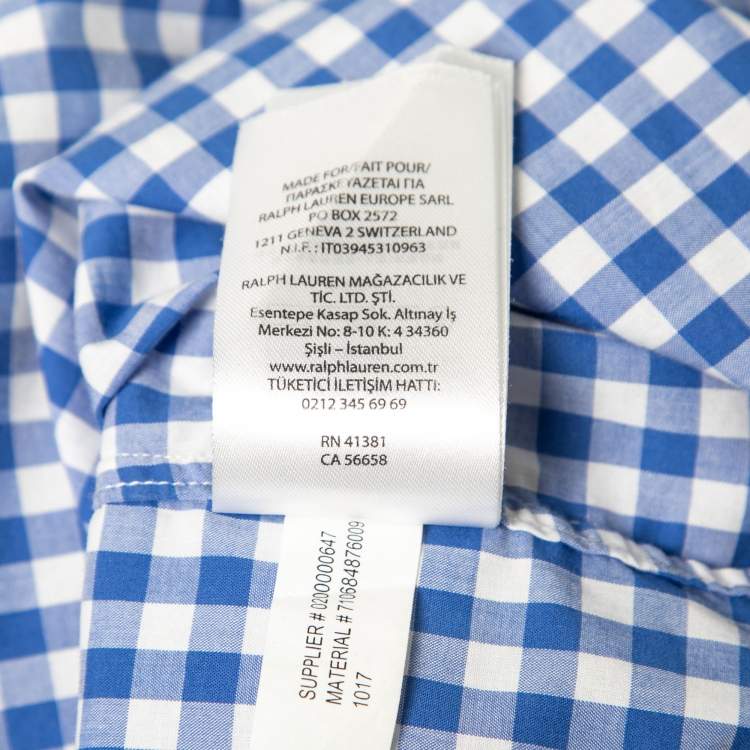 MADE FOR/FAIT POUR/
ΠΑΡΑΣΚΕΥΑΖΕΤΑΙ ΓΙΑ
RALPH LAUREN EUROPE SARL
PO BOX 2572
1211 GENEVA 2 SWITZERLAND
N.I.F. : IT03945310963
RALPH LAUREN MAĞAZACILIK VE
TİC. LTD. ŞTİ.
Esentepe Kasap Sok. Altınay İş
Merkezi No: 8-10 K: 4 34360
Şişli – İstanbul
www.ralphlauren.com.tr
TÜKETİCİ İLETİŞİM HATTI:
0212 345 69 69
RN 41381
CA 56658
SUPPLIER # 0200000647
MATERIAL # 710684876009
1017